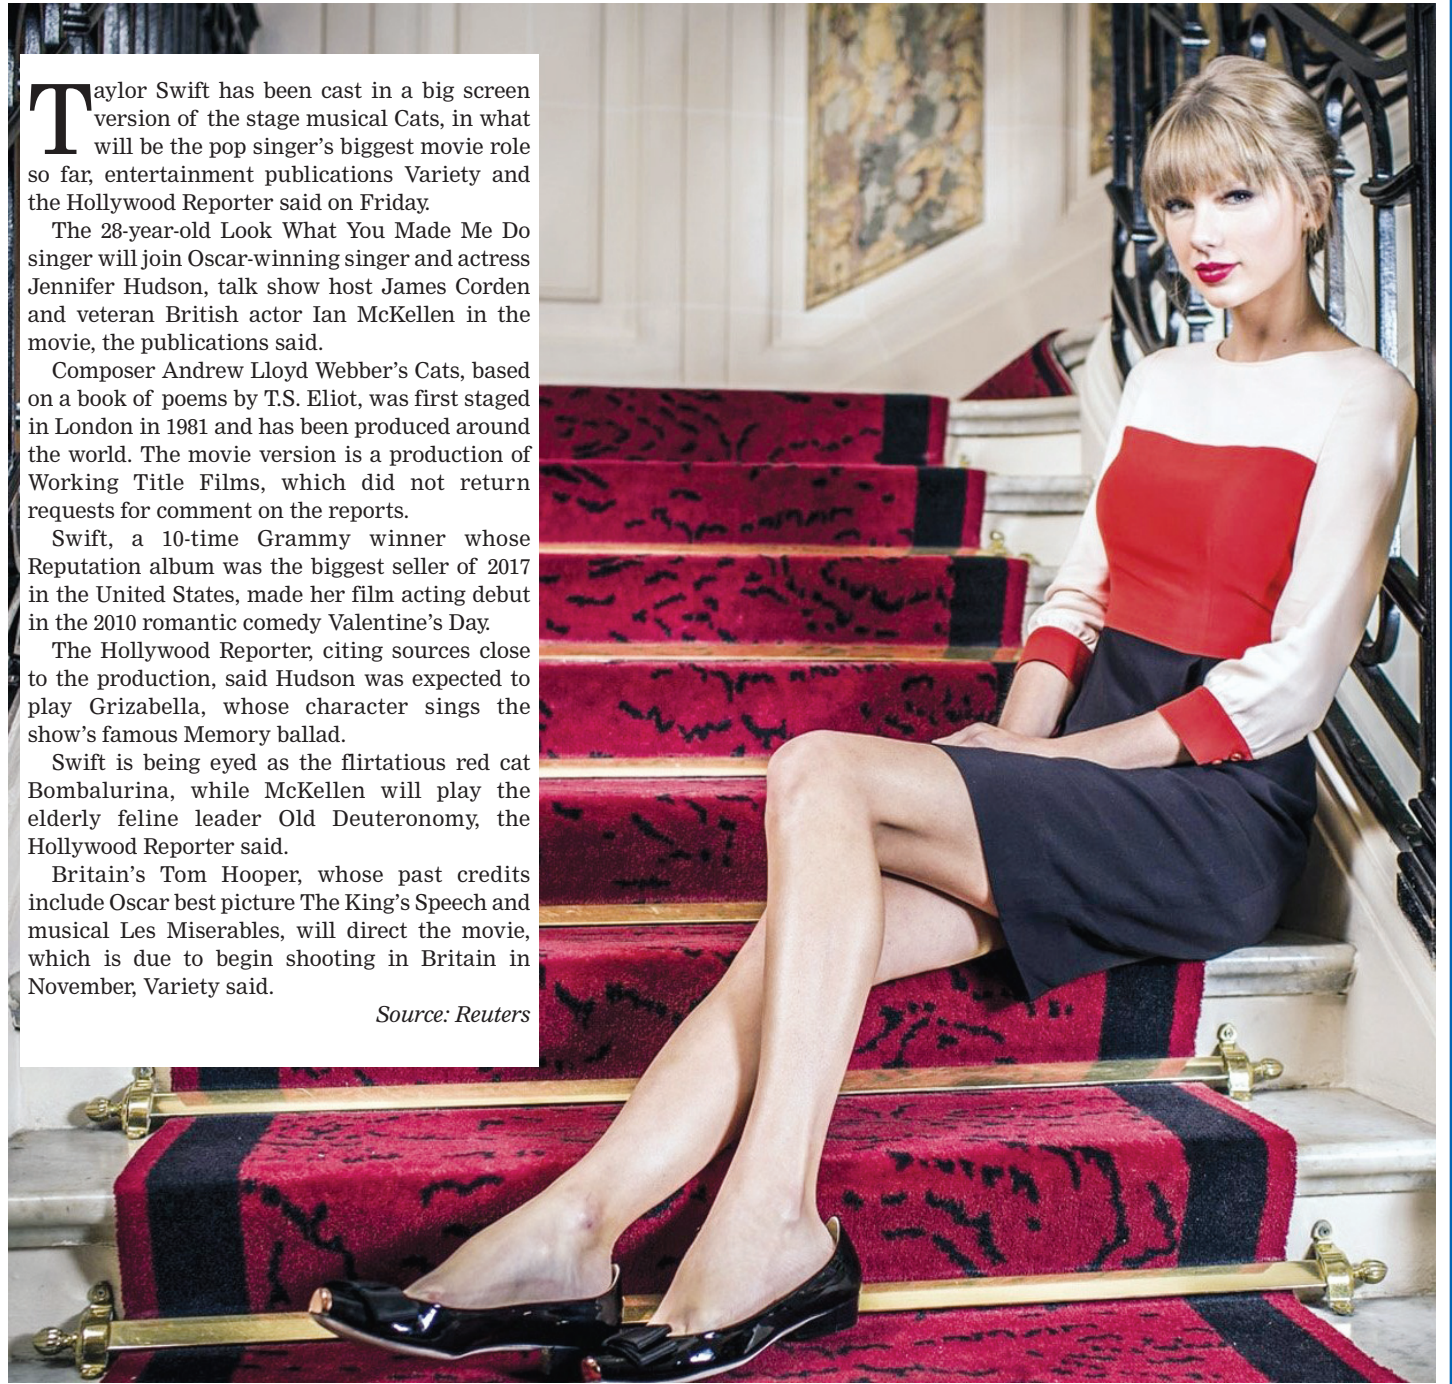 Taylor Swift has been cast in a big screen
version of the stage musical Cats, in what
will be the pop singer’s biggest movie role
so far, entertainment publications Variety and
the Hollywood Reporter said on Friday.
The 28-year-old Look What You Made Me Do
singer will join Oscar-winning singer and actress
Jennifer Hudson, talk show host James Corden
and veteran British actor Ian McKellen in the
movie, the publications said.
Composer Andrew Lloyd Webber’s Cats, based
on a book of poems by T.S. Eliot, was first staged
in London in 1981 and has been produced around
the world. The movie version is a production of
Working Title Films, which did not return
requests for comment on the reports.
Swift, a 10-time Grammy winner whose
Reputation album was the biggest seller of 2017
in the United States, made her film acting debut
in the 2010 romantic comedy Valentine’s Day.
The Hollywood Reporter, citing sources close
to the production, said Hudson was expected to
play Grizabella, whose character sings the
show’s famous Memory ballad.
Swift is being eyed as the flirtatious red cat
Bombalurina, while McKellen will play the
elderly feline leader Old Deuteronomy, the
Hollywood Reporter said.
Britain’s Tom Hooper, whose past credits
include Oscar best picture The King’s Speech and
musical Les Miserables, will direct the movie,
which is due to begin shooting in Britain in
November, Variety said.
Source: Reuters